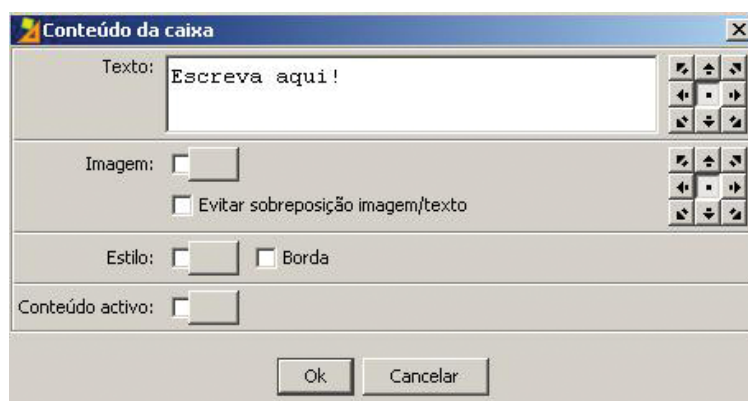 Conteúdo da caixa
Texto:
Escreva aqui!
Imagem:
Evitar sobreposição imagem/texto
Estilo:
Borda
Conteúdo activo:
Ok
Cancelar